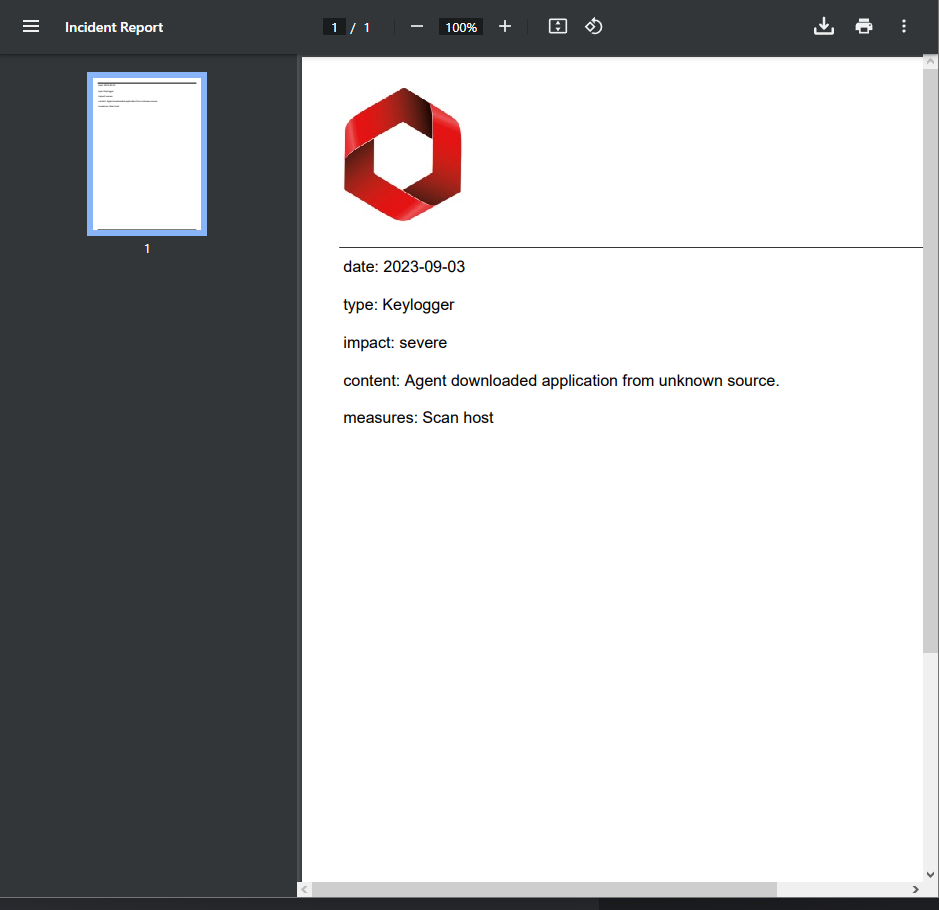 Incident Report
1 / 1
100%
1
date: 2023-09-03
type: Keylogger
impact: severe
content: Agent downloaded application from unknown source.
measures: Scan host